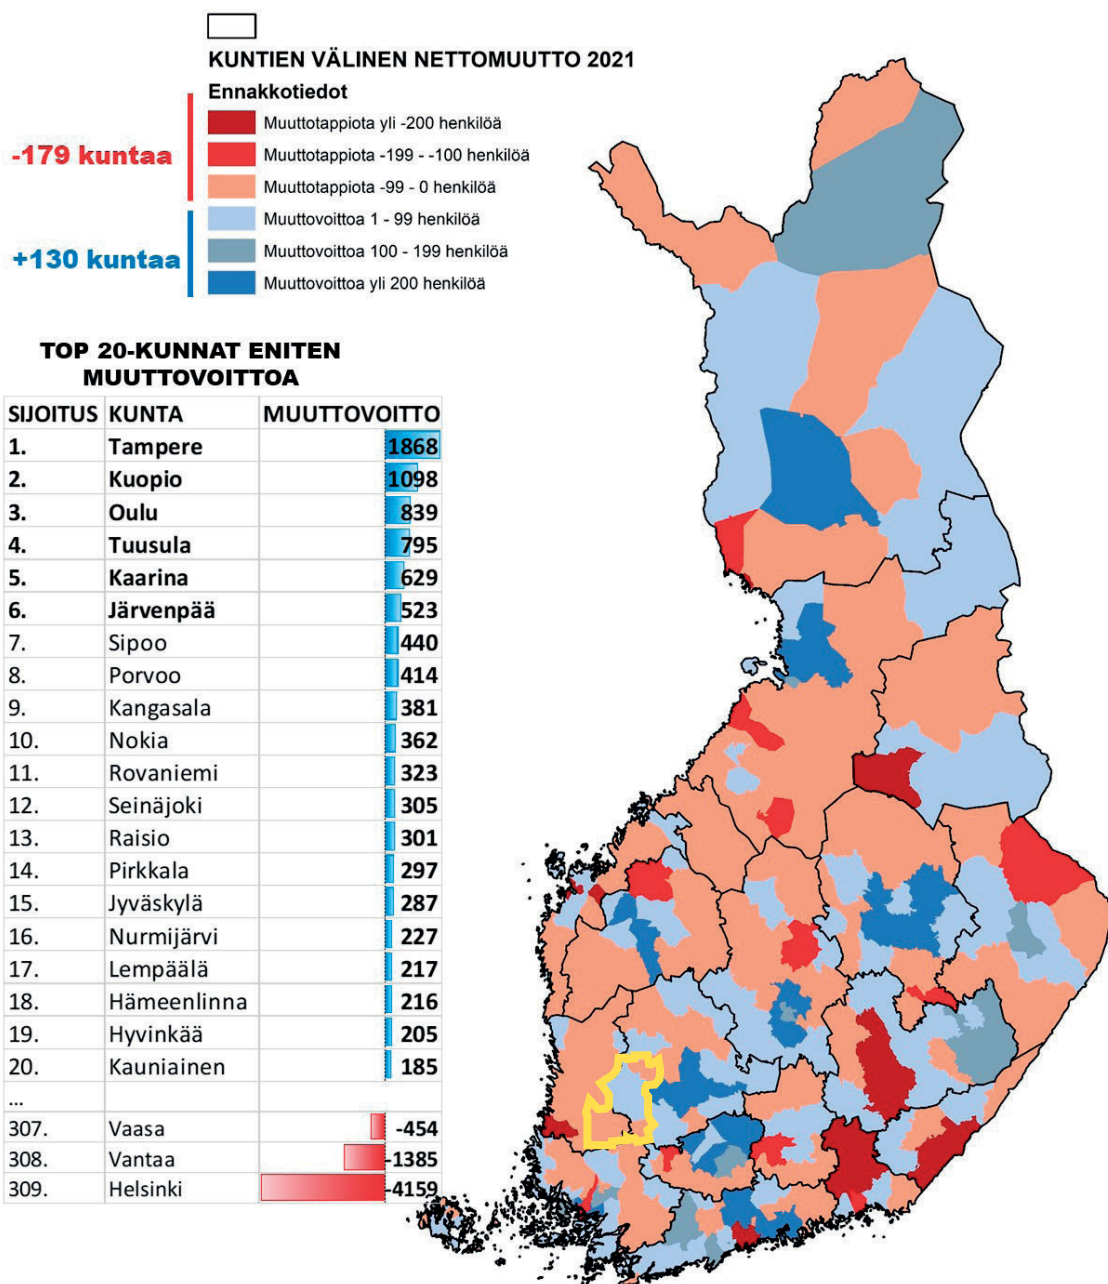 KUNTIEN VÄLINEN NETTOMUUTTO 2021
Ennakkotiedot
-179 kuntaa
+130 kuntaa
Muuttotappiota yli -200 henkilöä
Muuttotappiota -199 - -100 henkilöä
Muuttotappiota -99 - 0 henkilöä
Muuttovoittoa 1 - 99 henkilöä
Muuttovoittoa 100 - 199 henkilöä
Muuttovoittoa yli 200 henkilöä
TOP 20-KUNNAT ENITEN
MUUTTOVOITTOA
SIJOITUS KUNTA MUUTTOVOITTO
1. Tampere 1868
2. Kuopio 1098
3. Oulu 839
4. Tuusula 795
5. Kaarina 629
6. Järvenpää 523
7. Sipoo 440
8. Porvoo 414
9. Kangasala 381
10. Nokia 362
11. Rovaniemi 323
12. Seinäjoki 305
13. Raisio 301
14. Pirkkala 297
15. Jyväskylä 287
16. Nurmijärvi 227
17. Lempäälä 217
18. Hämeenlinna 216
19. Hyvinkää 205
20. Kauniainen 185
...
307. Vaasa -454
308. Vantaa -1385
309. Helsinki -4159